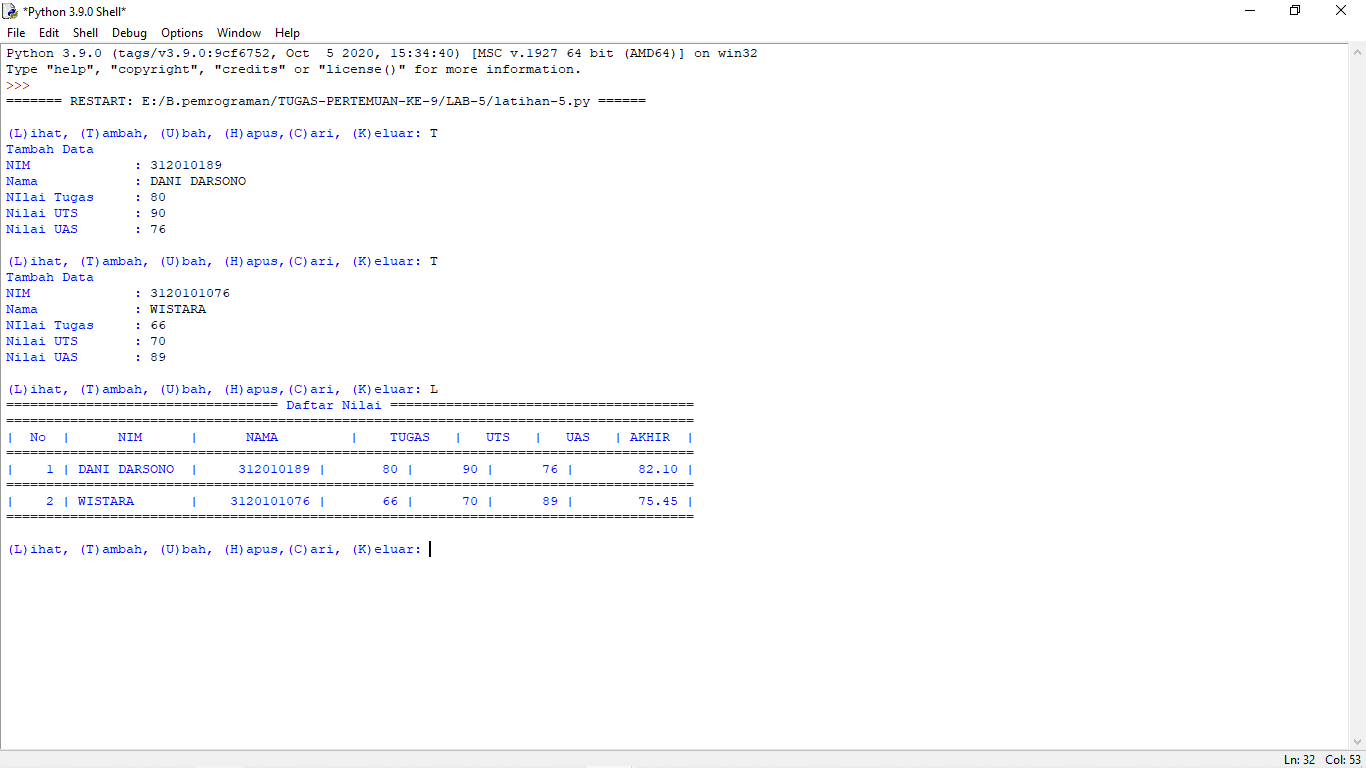 *Python 3.9.0 Shell*
File Edit Shell Debug Options Window Help
Python 3.9.0 (tags/v3.9.0:9cf6752, Oct  5 2020, 15:34:40) [MSC v.1927 64 bit (AMD64)] on win32
Type "help", "copyright", "credits" or "license()" for more information.
>>>
======= RESTART: E:/B.pemrograman/TUGAS-PERTEMUAN-KE-9/LAB-5/latihan-5.py ======
(L)ihat, (T)ambah, (U)bah, (H)apus,(C)ari, (K)eluar: T
Tambah Data
NIM             : 312010189
Nama            : DANI DARSONO
NIlai Tugas     : 80
Nilai UTS       : 90
Nilai UAS       : 76
(L)ihat, (T)ambah, (U)bah, (H)apus,(C)ari, (K)eluar: T
Tambah Data
NIM             : 3120101076
Nama            : WISTARA
NIlai Tugas     : 66
Nilai UTS       : 70
Nilai UAS       : 89
(L)ihat, (T)ambah, (U)bah, (H)apus,(C)ari, (K)eluar: L
================================== Daftar Nilai ======================================
======================================================================================
|  No  |      NIM      |      NAMA         |    TUGAS   |   UTS   |   UAS   | AKHIR  |
======================================================================================
|    1 | DANI DARSONO  |     312010189 |       80 |      90 |      76 |        82.10 |
======================================================================================
|    2 | WISTARA       |    3120101076 |       66 |      70 |      89 |        75.45 |
======================================================================================
(L)ihat, (T)ambah, (U)bah, (H)apus,(C)ari, (K)eluar:
Ln: 32 Col: 53